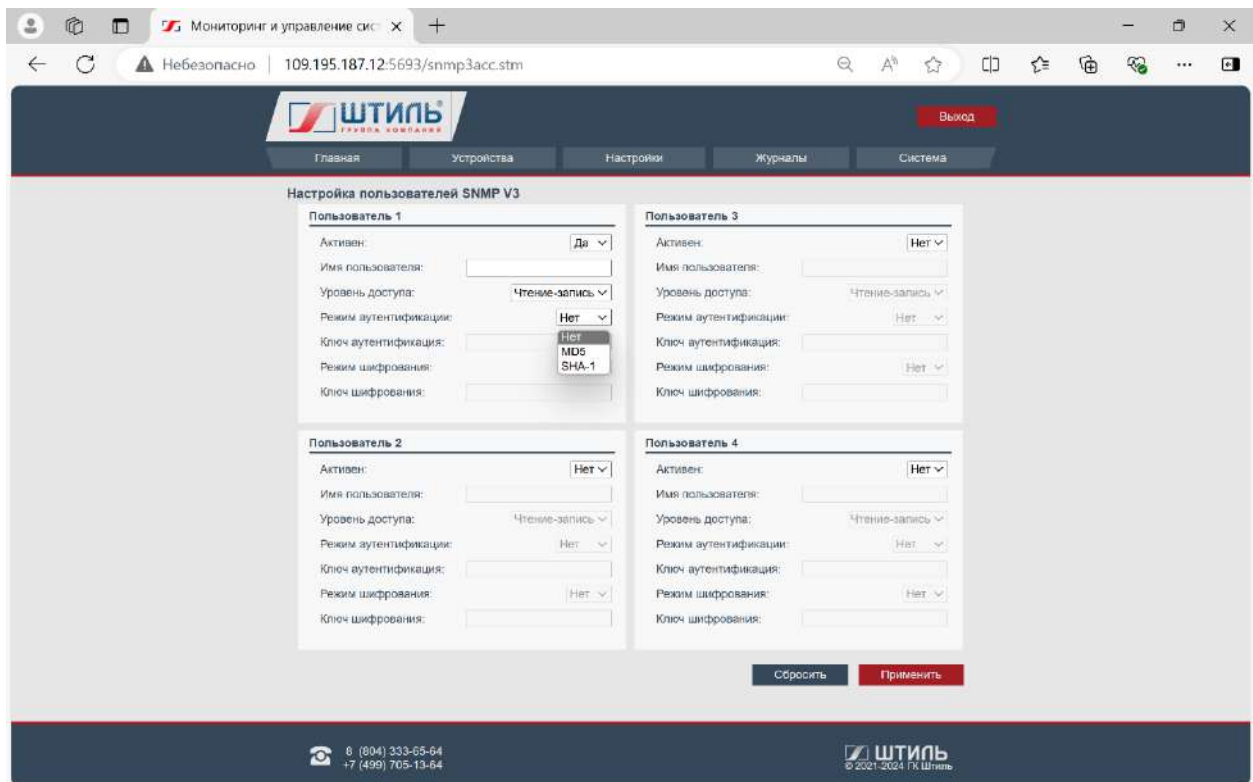 Мониторинг и управление сис
Небезопасно
109.195.187.12:5693/snmp3acc.stm
ШТИЛЬ
ГРУППА КОМПАНИЙ
Выход
Главная
Устройства
Настройки
Журналы
Система
Настройка пользователей SNMP V3
Пользователь 1
Активен: Да
Имя пользователя:
Уровень доступа: Чтение-запись
Режим аутентификации: Нет
Нет
MD5
SHA-1
Ключ аутентификация:
Режим шифрования:
Ключ шифрования:
Пользователь 3
Активен: Нет
Имя пользователя:
Уровень доступа: Чтение-запись
Режим аутентификации: Нет
Ключ аутентификация:
Режим шифрования: Нет
Ключ шифрования:
Пользователь 2
Активен: Нет
Имя пользователя:
Уровень доступа: Чтение-запись
Режим аутентификации: Нет
Ключ аутентификация:
Режим шифрования: Нет
Ключ шифрования:
Пользователь 4
Активен: Нет
Имя пользователя:
Уровень доступа: Чтение-запись
Режим аутентификации: Нет
Ключ аутентификация:
Режим шифрования: Нет
Ключ шифрования:
Сбросить
Применить
8 (804) 333-65-64
+7 (499) 705-13-64
ШТИЛЬ
© 2021-2024 ГК Штиль